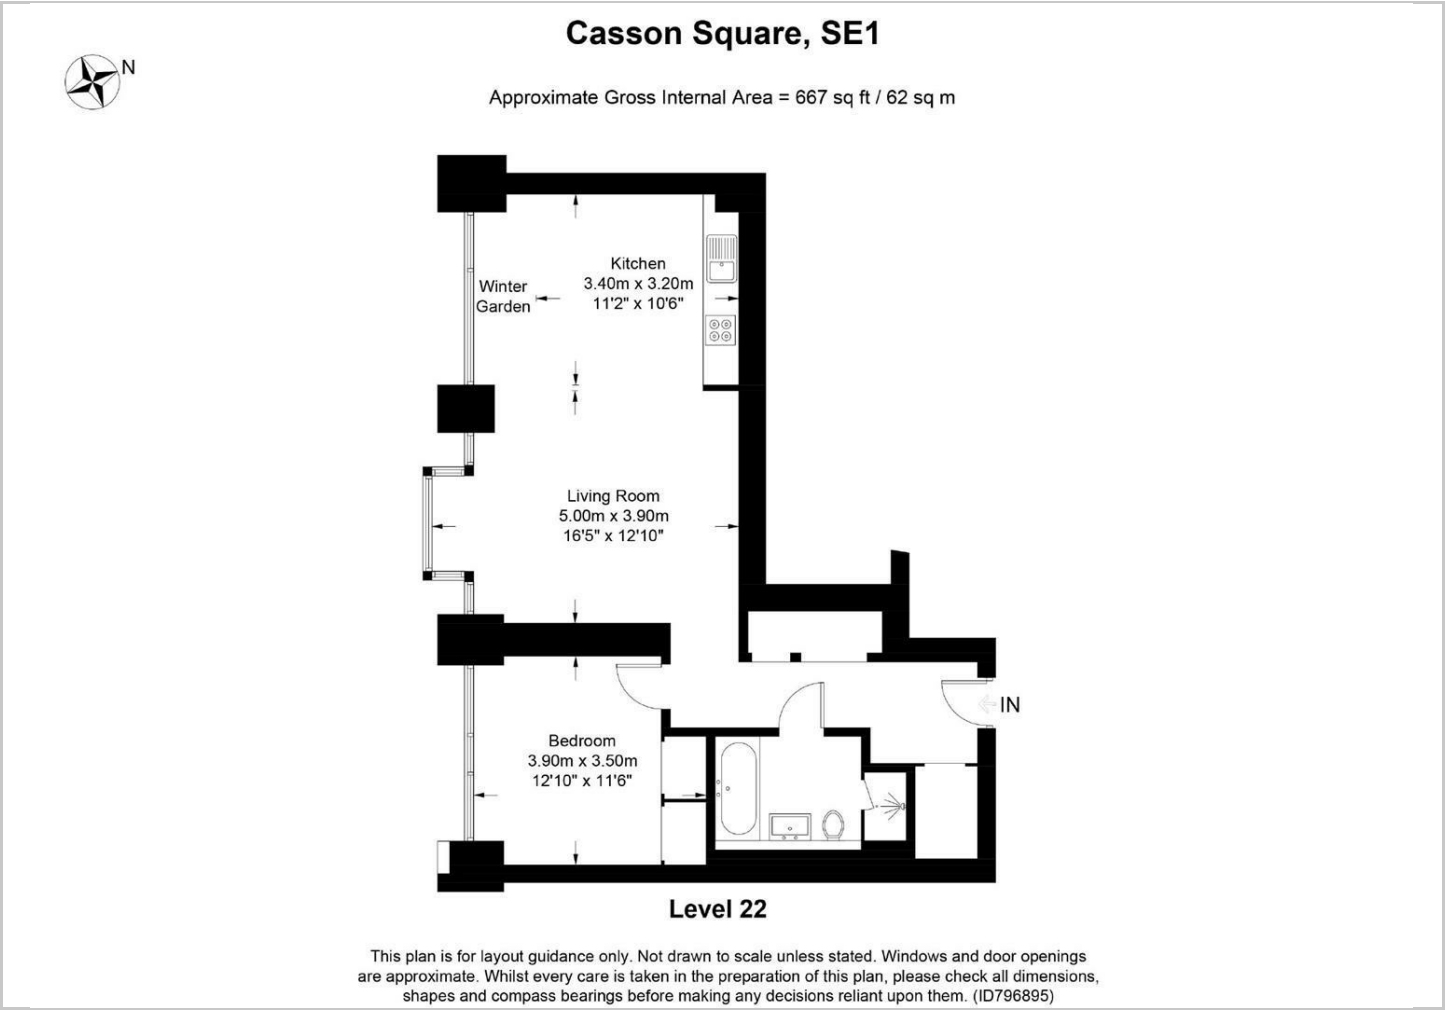 Casson Square, SE1
N
Approximate Gross Internal Area = 667 sq ft / 62 sq m
Kitchen
3.40m x 3.20m
11'2" x 10'6"
Winter
Garden
Living Room
5.00m x 3.90m
16'5" x 12'10"
IN
Bedroom
3.90m x 3.50m
12'10" x 11'6"
Level 22
This plan is for layout guidance only. Not drawn to scale unless stated. Windows and door openings
are approximate. Whilst every care is taken in the preparation of this plan, please check all dimensions,
shapes and compass bearings before making any decisions reliant upon them. (ID796895)